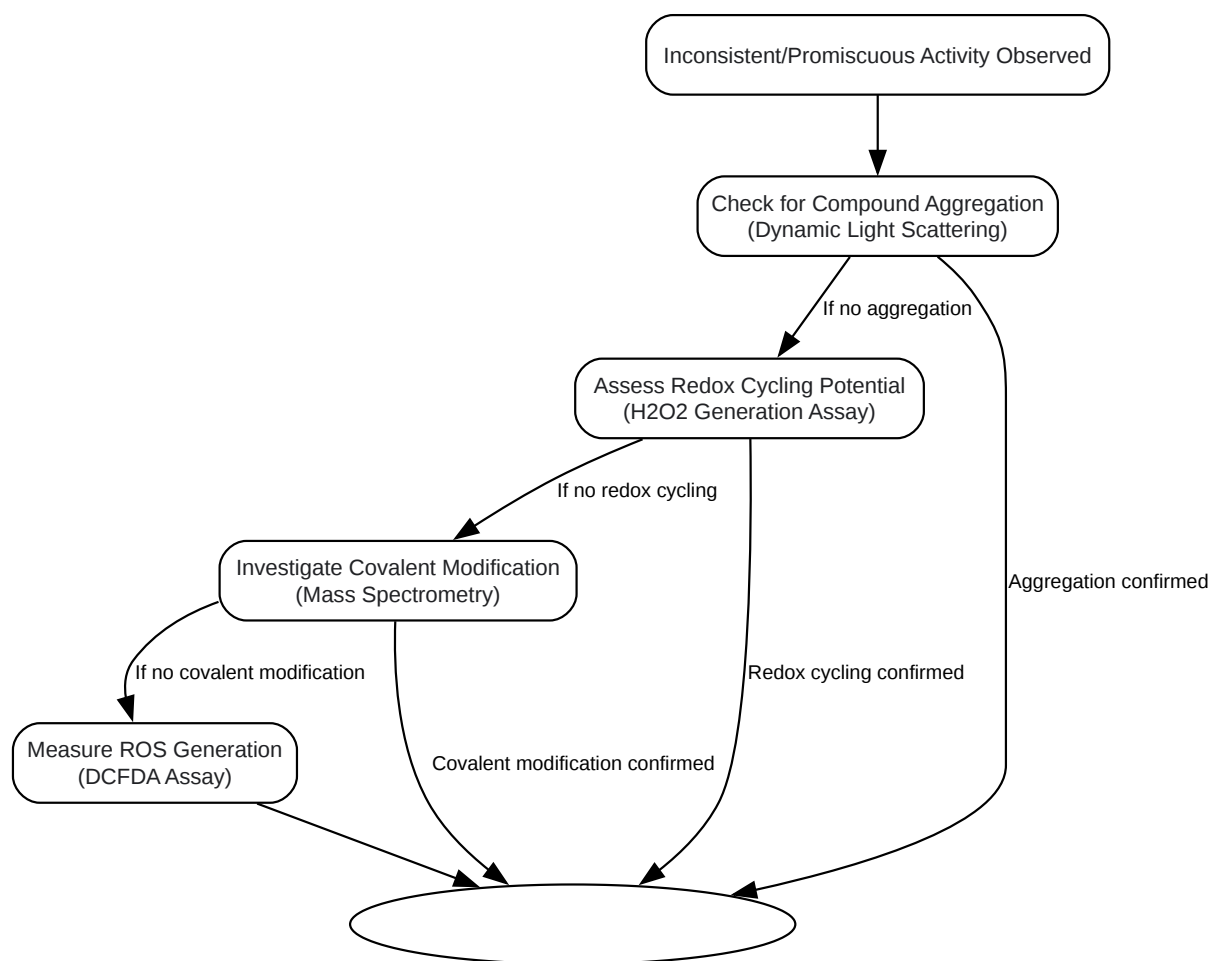 Inconsistent/Promiscuous Activity Observed
Check for Compound Aggregation
(Dynamic Light Scattering)
If no aggregation
Assess Redox Cycling Potential
(H2O2 Generation Assay)
If no redox cycling
Investigate Covalent Modification
(Mass Spectrometry)
Aggregation confirmed
If no covalent modification
Redox cycling confirmed
Measure ROS Generation
(DCFDA Assay)
Covalent modification confirmed